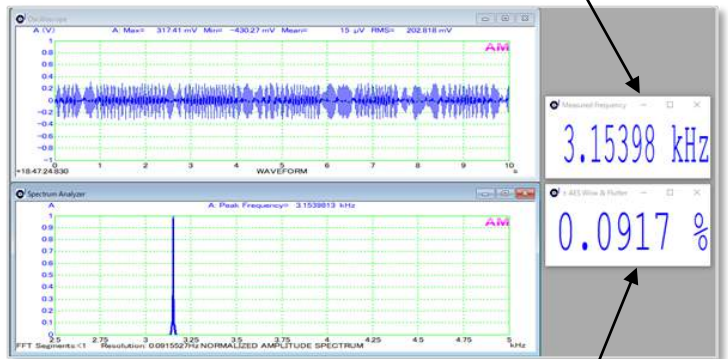 Oscilloscope
A (V)
A: Max= 317.41 mV Min= -430.27 mV Mean= 15 µV RMS= 202.818 mV
AM
1
0.8
0.6
0.4
0.2
0
-0.2
-0.4
-0.6
-0.8
-1
0 1 2 3 4 5 6 7 8 9 10
+18:47:24.830
WAVEFORM
s
Measured Frequency
3.15398 kHz
± AES Wow & Flutter
0.0917 %
Spectrum Analyzer
A
A: Peak Frequency= 3.1539813 kHz
AM
1
0.9
0.8
0.7
0.6
0.5
0.4
0.3
0.2
0.1
2.5 2.75 3 3.25 3.5 3.75 4 4.25 4.5 4.75 5
FFT Segments:<1 Resolution: 0.0915527Hz NORMALIZED AMPLITUDE SPECTRUM
kHz